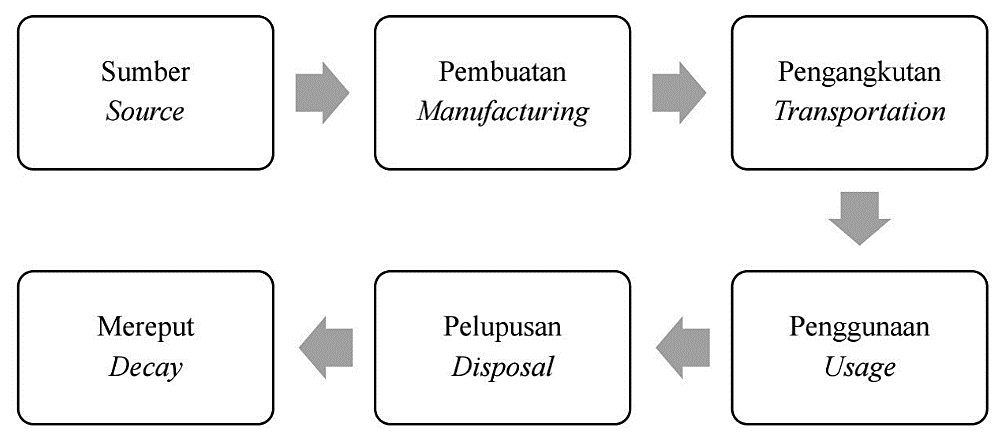 Sumber
Source
Pembuatan
Manufacturing
Pengangkutan
Transportation
Penggunaan
Usage
Pelupusan
Disposal
Mereput
Decay